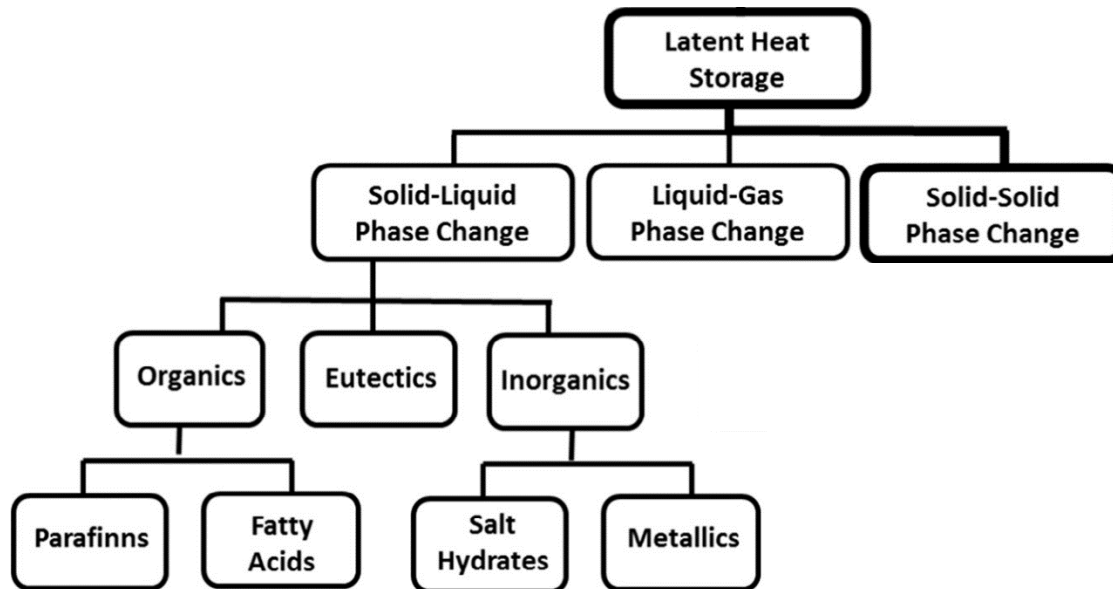 Latent Heat
Storage
Solid-Liquid
Phase Change
Liquid-Gas
Phase Change
Solid-Solid
Phase Change
Organics
Eutectics
Inorganics
Parafinns
Fatty
Acids
Salt
Hydrates
Metallics